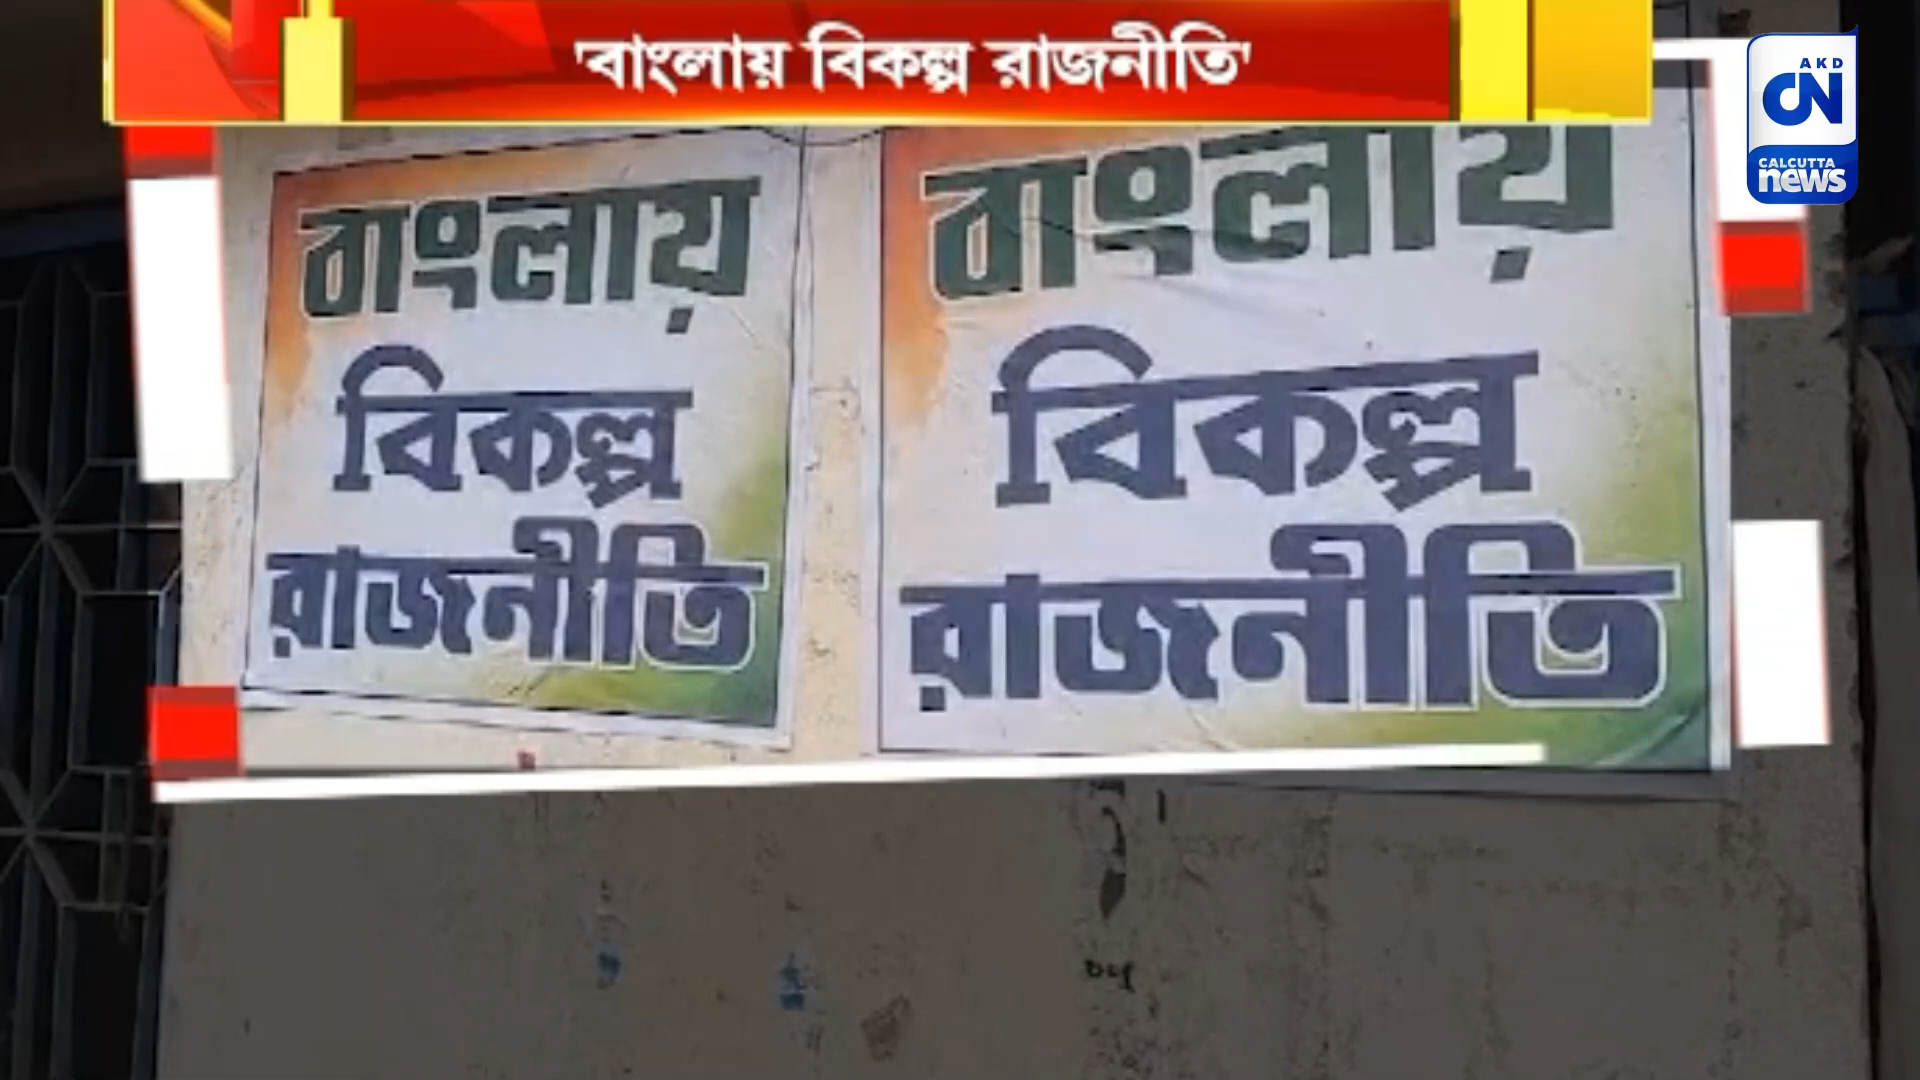 'বাংলায় বিকল্প রাজনীতি'
AKD
CN
CALCUTTA
news
বাংলায়
বিকল্প
রাজনীতি
বাংলায়
বিকল্প
রাজনীতি